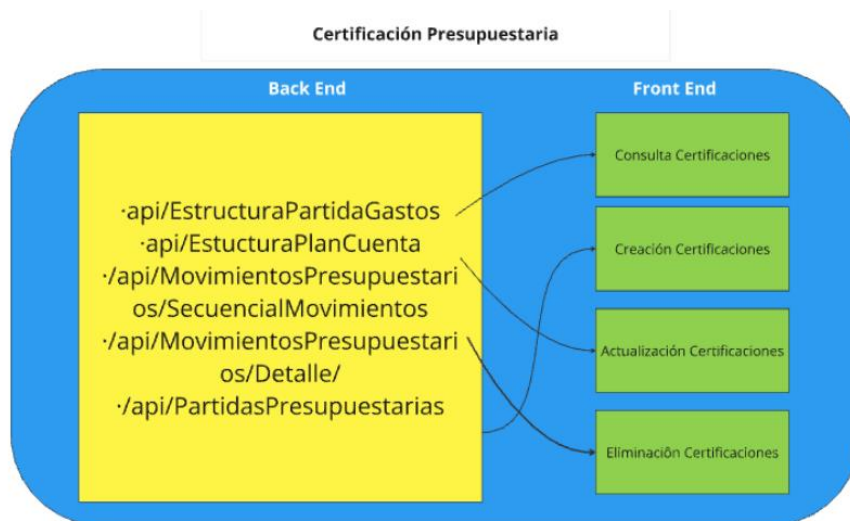 Certificación Presupuestaria
Back End
Front End
·api/EstructuraPartidaGastos
·api/EstucturaPlanCuenta
·/api/MovimientosPresupuestari
os/SecuencialMovimientos
·/api/MovimientosPresupuestari
os/Detalle/
·/api/PartidasPresupuestarias
Consulta Certificaciones
Creación Certificaciones
Actualización Certificaciones
Eliminación Certificaciones